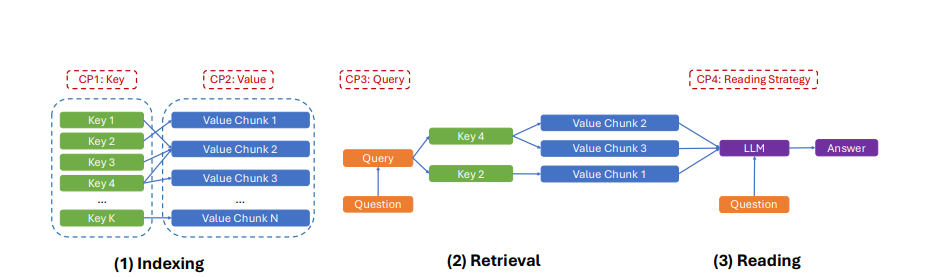 CP1: Key
CP2: Value
CP3: Query
CP4: Reading Strategy
Key 1
Key 2
Key 3
Key 4
...
Key K
Value Chunk 1
Value Chunk 2
Value Chunk 3
...
Value Chunk N
Query
Question
Key 4
Key 2
Value Chunk 2
Value Chunk 3
Value Chunk 1
LLM
Answer
Question
(1) Indexing
(2) Retrieval
(3) Reading